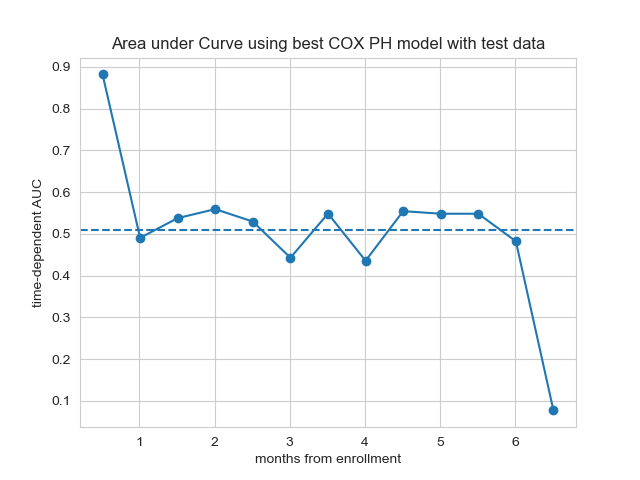 Area under Curve using best COX PH model with test data
time-dependent AUC
0.9
0.8
0.7
0.6
0.5
0.4
0.3
0.2
0.1
1 2 3 4 5 6
months from enrollment